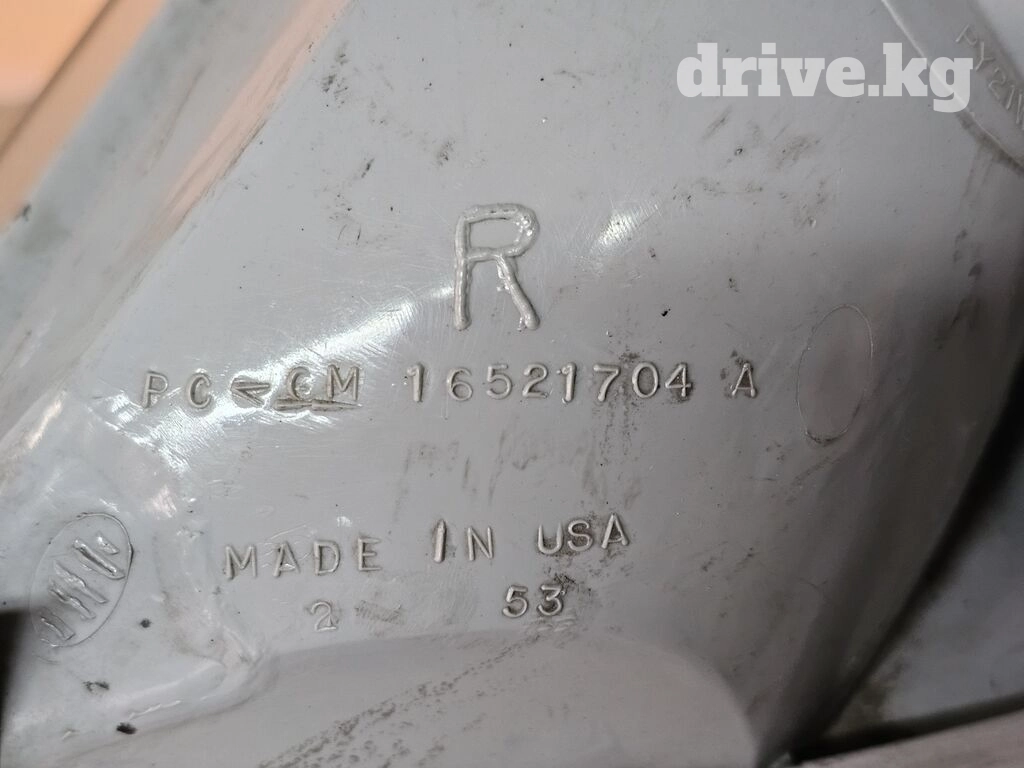 drive.kg
R
PC GM 16521704 A
MADE IN USA
2 53